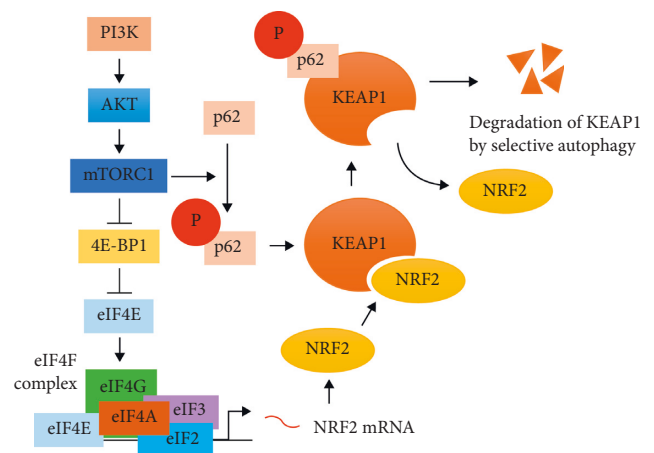 PI3K
AKT
mTORC1
4E-BP1
eIF4E
eIF4F
complex
eIF4G
eIF4A
eIF3
eIF4E
eIF2
p62
P
p62
P
p62
KEAP1
KEAP1
NRF2
NRF2
NRF2 mRNA
Degradation of KEAP1
by selective autophagy
NRF2